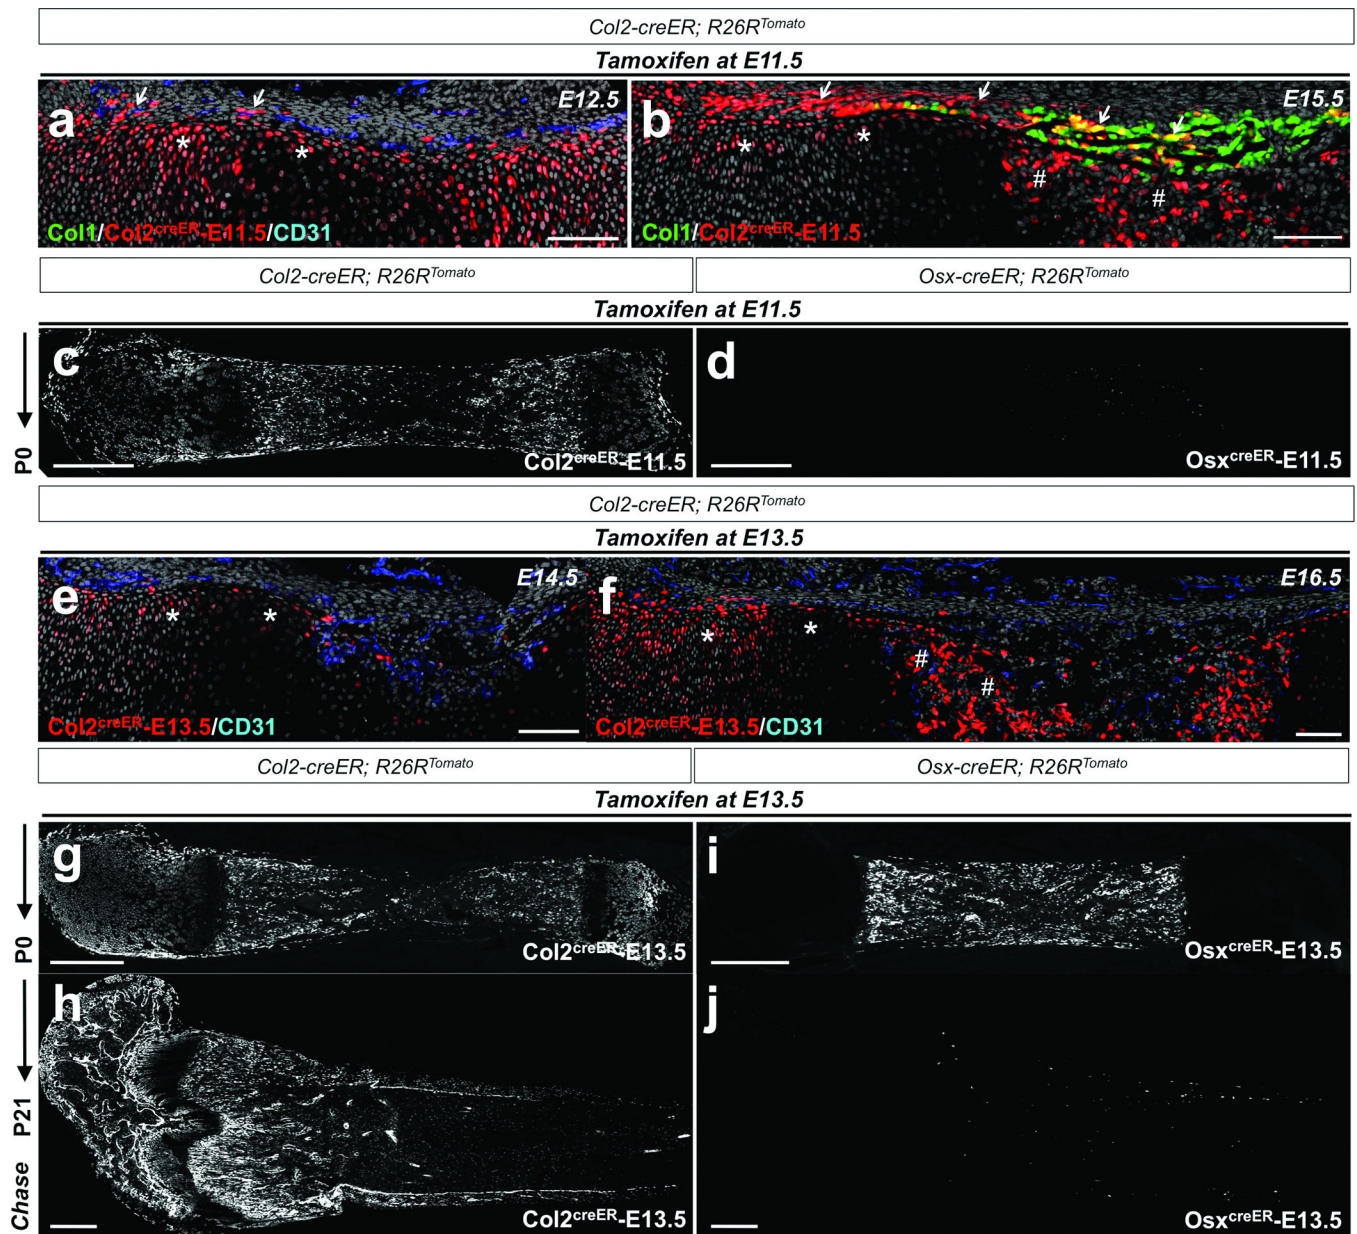 Col2-creER; R26R^Tomato
Tamoxifen at E11.5
a
E12.5
*
*
Col1/Col2^creER-E11.5/CD31
b
E15.5
*
*
#
#
Col1/Col2^creER-E11.5
Col2-creER; R26R^Tomato
Osx-creER; R26R^Tomato
Tamoxifen at E11.5
P0
c
Col2^creER-E11.5
d
Osx^creER-E11.5
Col2-creER; R26R^Tomato
Tamoxifen at E13.5
e
E14.5
*
*
Col2^creER-E13.5/CD31
f
E16.5
*
*
#
#
Col2^creER-E13.5/CD31
Col2-creER; R26R^Tomato
Osx-creER; R26R^Tomato
Tamoxifen at E13.5
P0
g
Col2^creER-E13.5
i
Osx^creER-E13.5
Chase P21
h
Col2^creER-E13.5
j
Osx^creER-E13.5